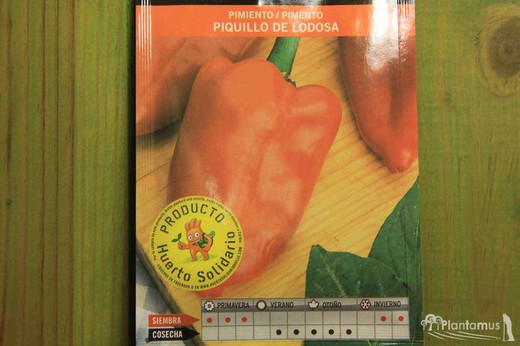 PIMIENTO / PIMENTO
PIQUILLO DE LODOSA
PRODUCTO
Huerto Solidario
PRIMAVERA VERANO OTOÑO INVIERNO
SIEMBRA
COSECHA
Plantamus